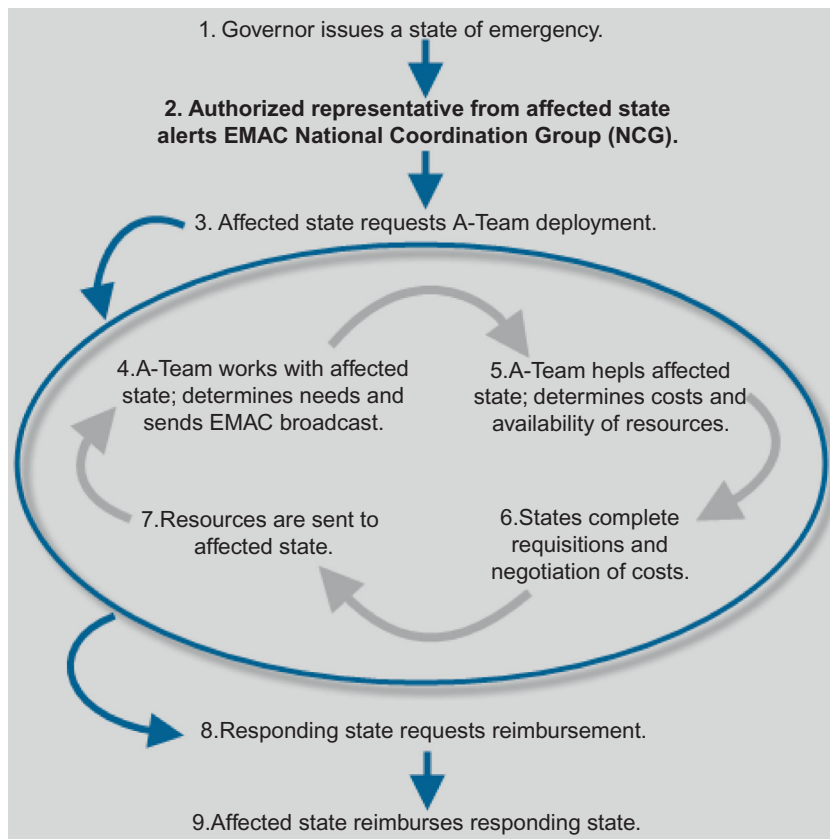 1. Governor issues a state of emergency.
2. Authorized representative from affected state
alerts EMAC National Coordination Group (NCG).
3. Affected state requests A-Team deployment.
4.A-Team works with affected
state; determines needs and
sends EMAC broadcast.
5.A-Team hepls affected
state; determines costs and
availability of resources.
6.States complete
requisitions and
negotiation of costs.
7.Resources are sent to
affected state.
8.Responding state requests reimbursement.
9.Affected state reimburses responding state.